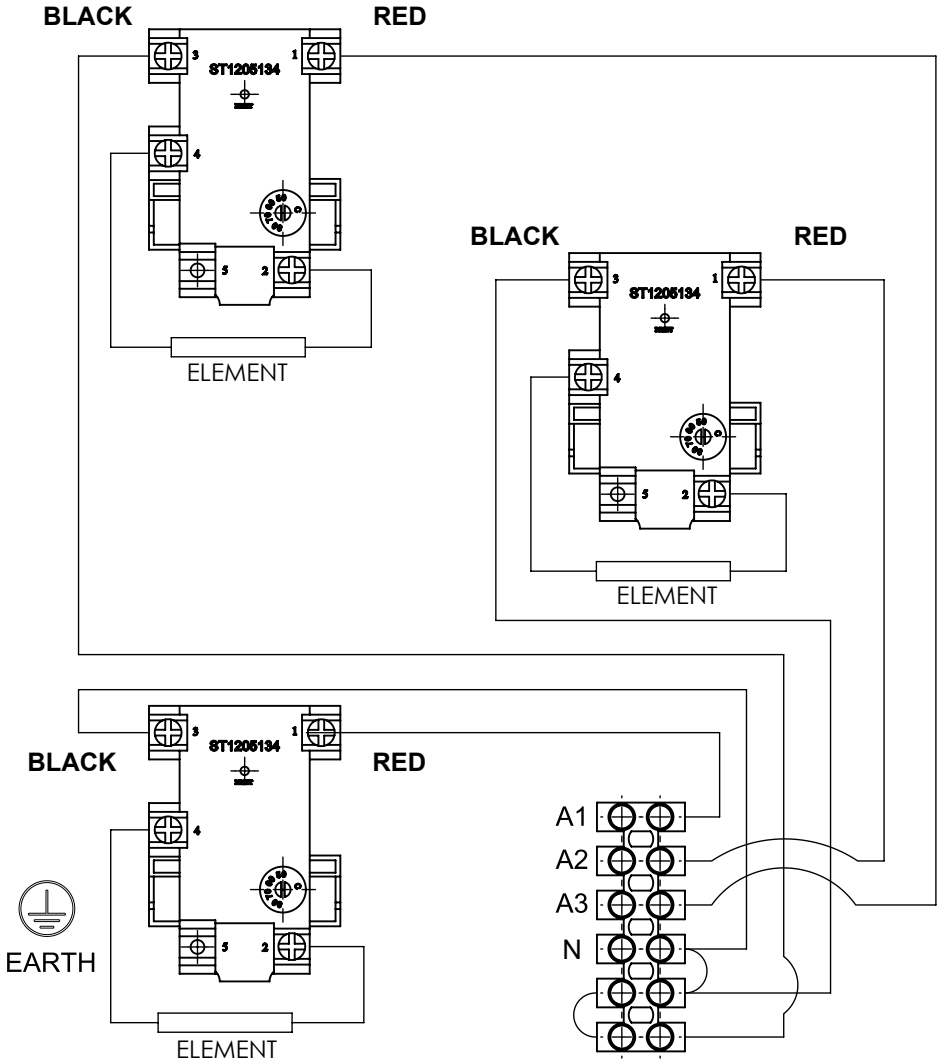 BLACK
RED
3
1
ST1205134
4
5
2
ELEMENT
BLACK
RED
3
1
ST1205134
4
5
2
ELEMENT
3
1
ST1205134
BLACK
RED
4
5
2
ELEMENT
EARTH
A1
A2
A3
N